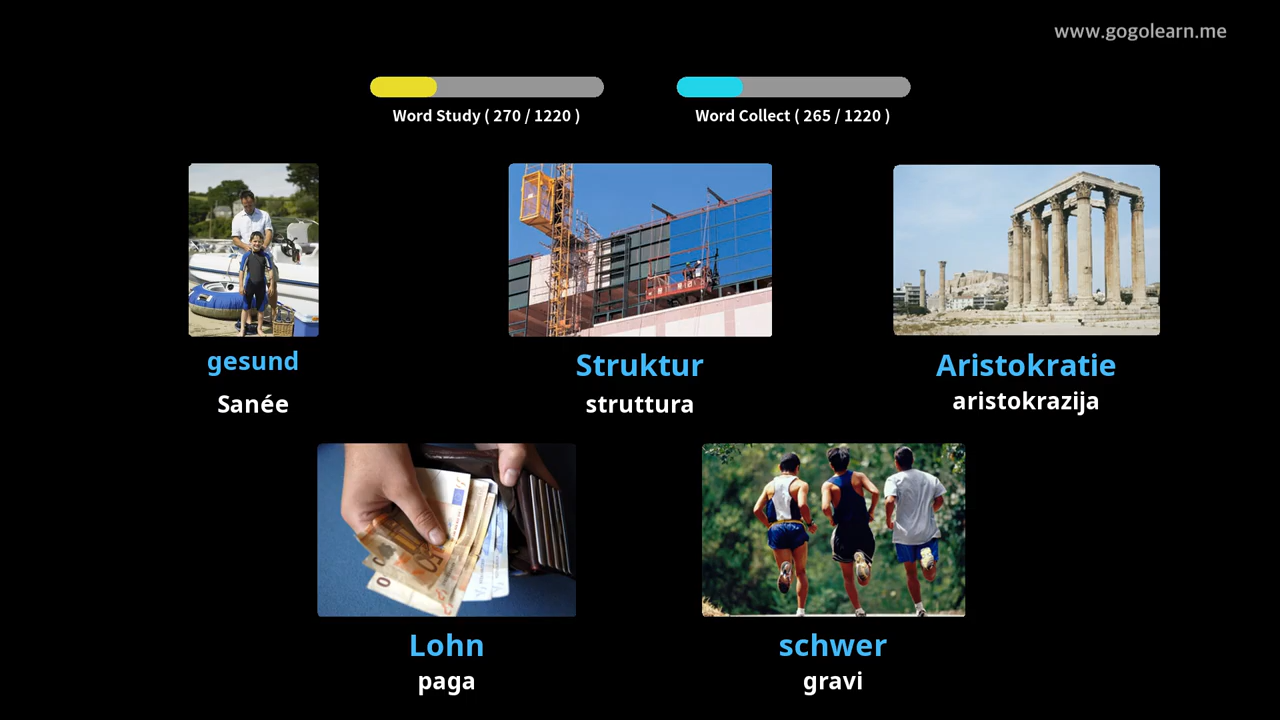 www.gogolearn.me
Word Study ( 270 / 1220 )
Word Collect ( 265 / 1220 )
gesund
Sanée
Struktur
struttura
Aristokratie
aristokrazija
Lohn
paga
schwer
gravi